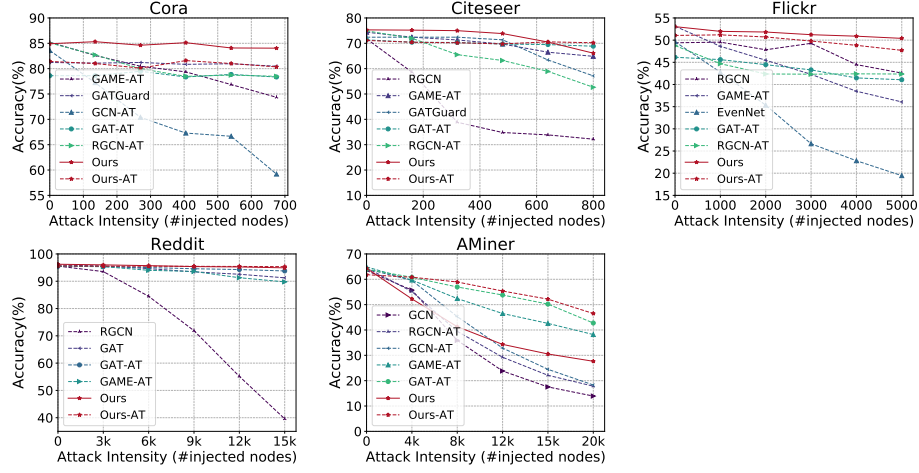 Cora
Accuracy(%)
90
85
80
75
70
65
60
55
GAME-AT
GATGuard
GCN-AT
GAT-AT
RGCN-AT
Ours
Ours-AT
0 100 200 300 400 500 600 700
Attack Intensity (#injected nodes)
Citeseer
Accuracy(%)
80
70
60
50
40
30
20
10
RGCN
GAME-AT
GATGuard
GAT-AT
RGCN-AT
Ours
Ours-AT
0 200 400 600 800
Attack Intensity (#injected nodes)
Flickr
Accuracy(%)
55
50
45
40
35
30
25
20
15
RGCN
GAME-AT
EvenNet
GAT-AT
RGCN-AT
Ours
Ours-AT
0 1000 2000 3000 4000 5000
Attack Intensity (#injected nodes)
Reddit
Accuracy(%)
100
90
80
70
60
50
40
RGCN
GAT
GAT-AT
GAME-AT
Ours
Ours-AT
0 3k 6k 9k 12k 15k
Attack Intensity (#injected nodes)
AMiner
Accuracy(%)
70
60
50
40
30
20
10
0
GCN
RGCN-AT
GCN-AT
GAME-AT
GAT-AT
Ours
Ours-AT
0 4k 8k 12k 15k 20k
Attack Intensity (#injected nodes)